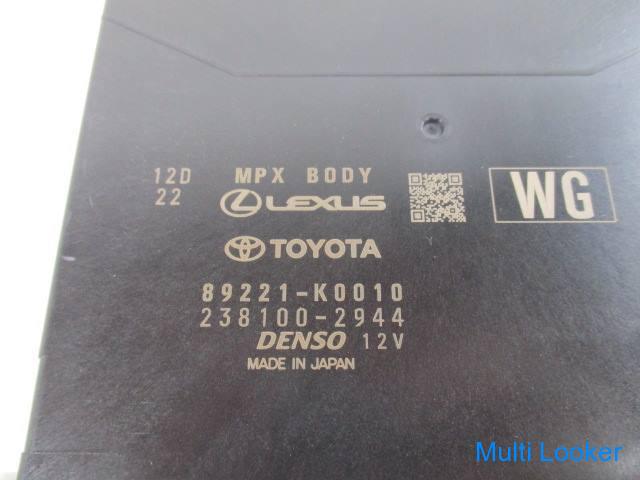 12D MPX BODY
22 LEXUS WG
TOYOTA
89221-K0010
238100-2944
DENSO 12V
MADE IN JAPAN
Multi Looker